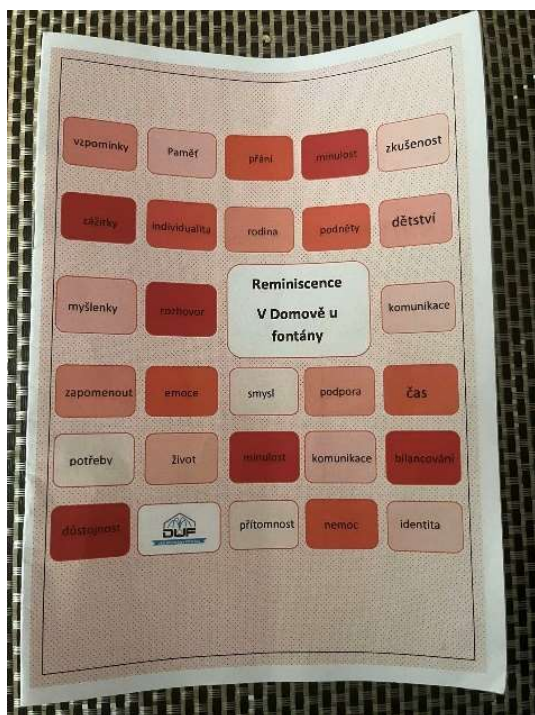 vzpomínky
Paměť
přání
minulost
zkušenost
zážitky
individualita
rodina
podněty
dětství
myšlenky
rozhovor
Reminiscence
V Domově u
fontány
komunikace
zapomenout
emoce
smysl
podpora
čas
potřeby
život
minulost
komunikace
bilancování
důstojnost
DUF
přítomnost
nemoc
identita